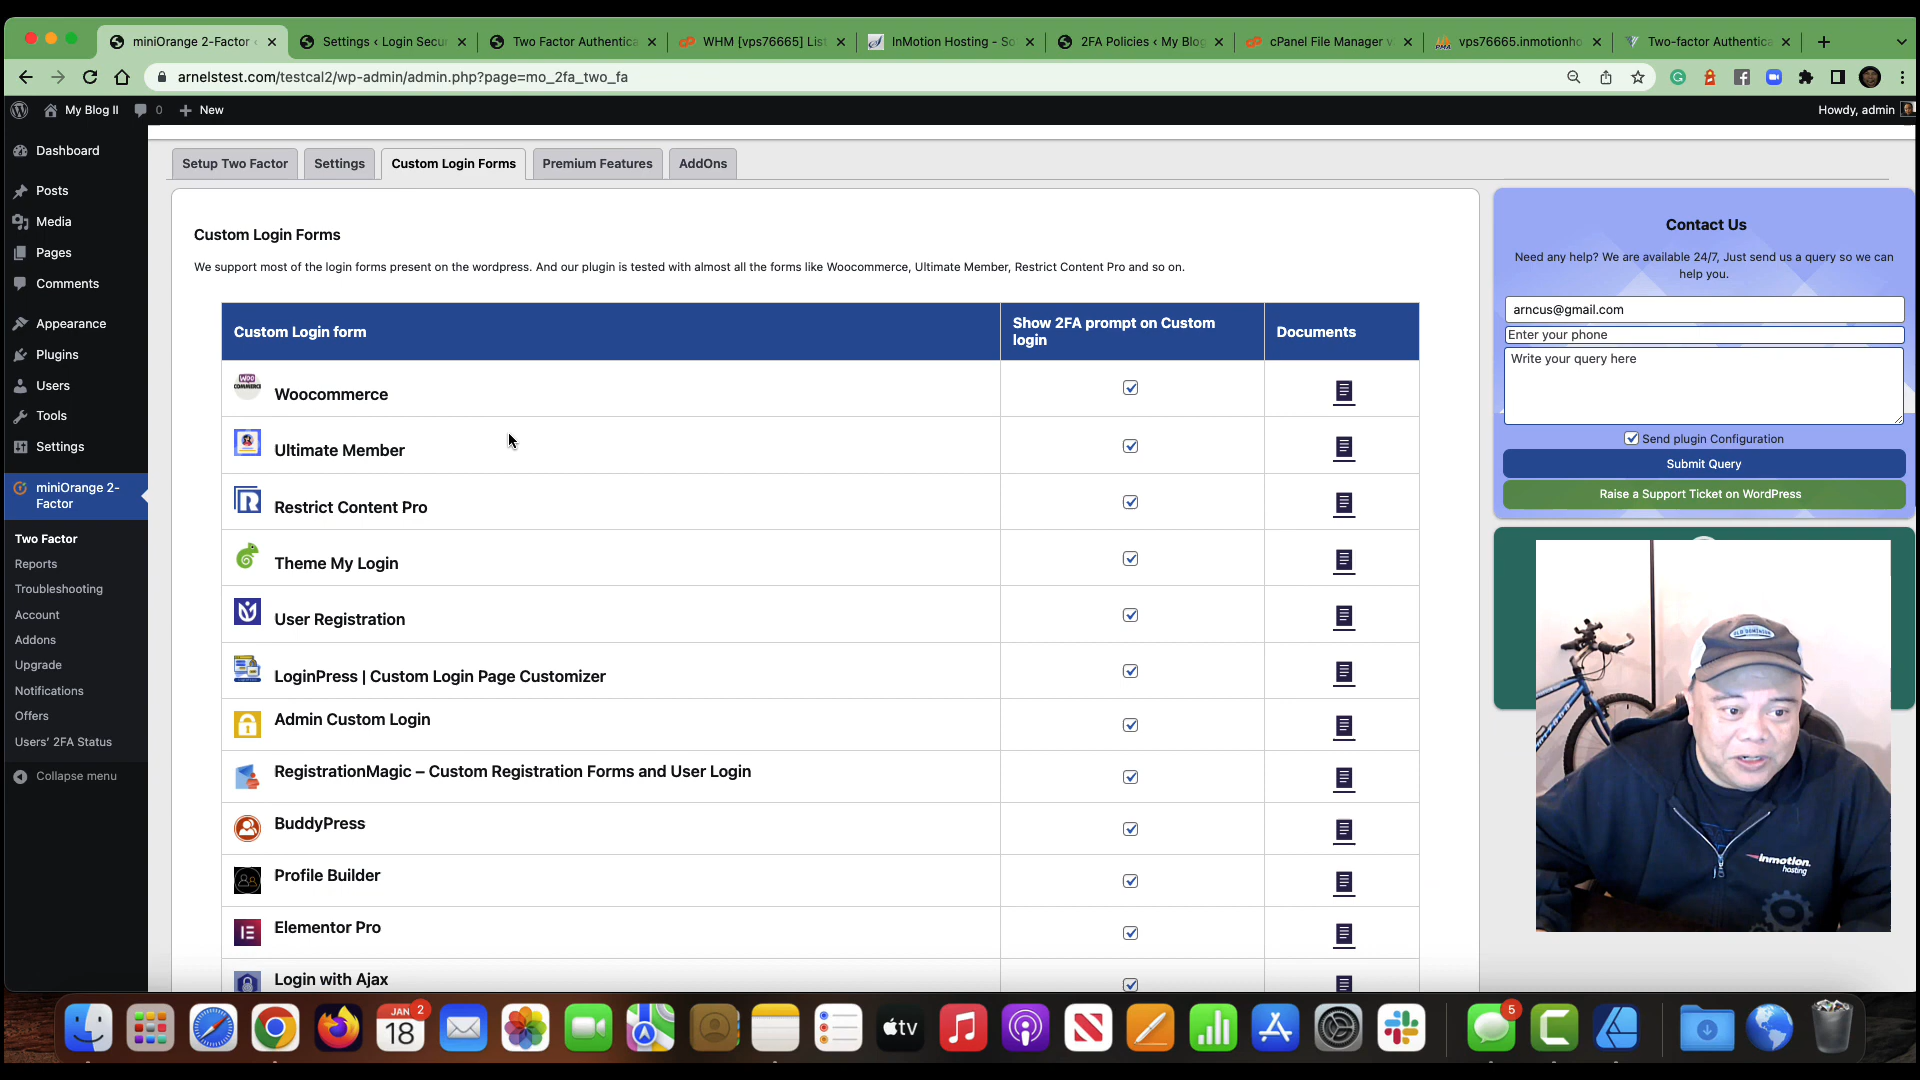 miniOrange 2-Factor
Settings ‹ Login Secu
Two Factor Authentica
WHM [vps76665] List
InMotion Hosting - So
2FA Policies ‹ My Blog
cPanel File Manager v
vps76665.inmotionho
Two-factor Authentica
arnelstest.com/testcal2/wp-admin/admin.php?page=mo_2fa_two_fa
My Blog II
0
New
Howdy, admin
Dashboard
Posts
Media
Pages
Comments
Appearance
Plugins
Users
Tools
Settings
miniOrange 2-
Factor
Two Factor
Reports
Troubleshooting
Account
Addons
Upgrade
Notifications
Offers
Users' 2FA Status
Collapse menu
Setup Two Factor
Settings
Custom Login Forms
Premium Features
AddOns
Custom Login Forms
We support most of the login forms present on the wordpress. And our plugin is tested with almost all the forms like Woocommerce, Ultimate Member, Restrict Content Pro and so on.
Custom Login form
Show 2FA prompt on Custom
login
Documents
WOO
COMMERCE
Woocommerce
Ultimate Member
Restrict Content Pro
Theme My Login
User Registration
LoginPress | Custom Login Page Customizer
Admin Custom Login
RegistrationMagic – Custom Registration Forms and User Login
BuddyPress
Profile Builder
Elementor Pro
Login with Ajax
Contact Us
Need any help? We are available 24/7, Just send us a query so we can
help you.
arncus@gmail.com
Enter your phone
Write your query here
Send plugin Configuration
Submit Query
Raise a Support Ticket on WordPress
OLD DOMINION
inmotion
hosting
JAN
18
2
tv
5